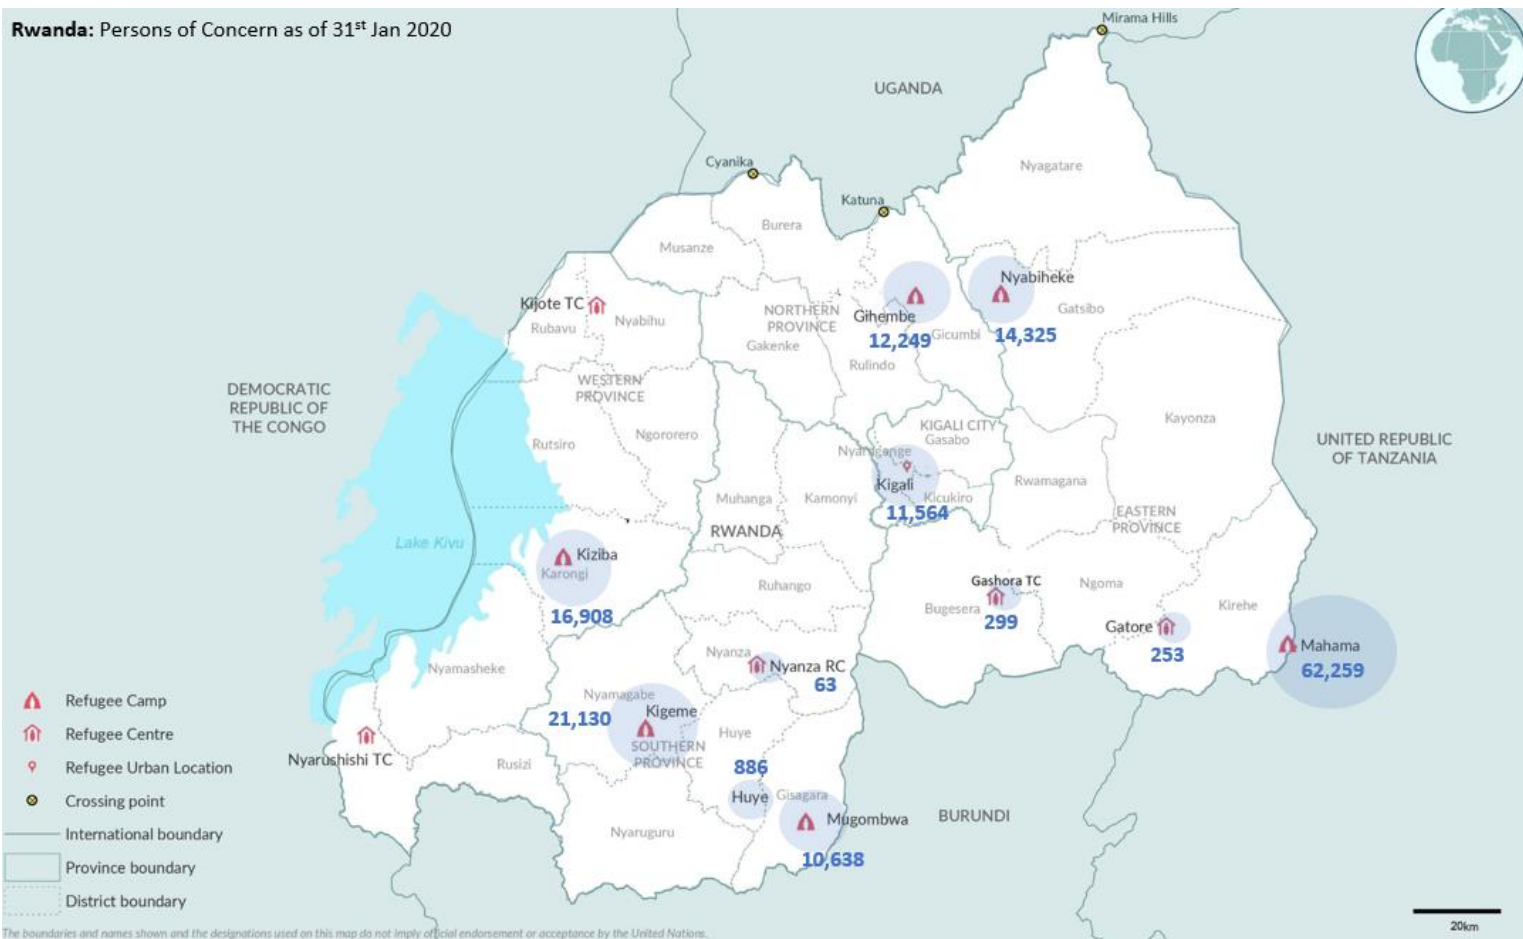 Rwanda: Persons of Concern as of 31st Jan 2020
Mirama Hills
UGANDA
Cyanika
Nyagatare
Katuna
Burera
Musanze
Nyabiheke
Kijote TC
Gihembe
NORTHERN
PROVINCE
Gatsibo
Rubavu
Nyabihu
12,249
Gicumbi
14,325
Gakenke
Rulindo
WESTERN
PROVINCE
DEMOCRATIC
REPUBLIC OF
THE CONGO
Kayonza
KIGALI CITY
Gasabo
Rutsiro
Ngororero
Nyarugenge
UNITED REPUBLIC
OF TANZANIA
Kigali
Rwamagana
Muhanga
Kamonyi
Kicukiro
11,564
EASTERN
PROVINCE
RWANDA
Lake Kivu
Kiziba
Karongi
Ruhango
Gashora TC
Ngoma
Bugesera
Kirehe
16,908
299
Gatore
253
Mahama
62,259
Nyanza
Nyanza RC
63
Nyamasheke
Nyamagabe
21,130
Kigeme
Huye
SOUTHERN
PROVINCE
Nyarushishi TC
Rusizi
886
Huye
Gisagara
Mugombwa
BURUNDI
Nyaruguru
10,638
Refugee Camp
Refugee Centre
Refugee Urban Location
Crossing point
International boundary
Province boundary
District boundary
20km
The boundaries and names shown and the designations used on this map do not imply official endorsement or acceptance by the United Nations.